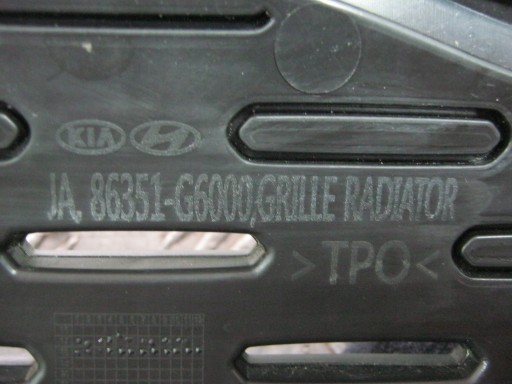 KIA
JA, 86351-G6000,GRILLE RADIATOR
>TPO<